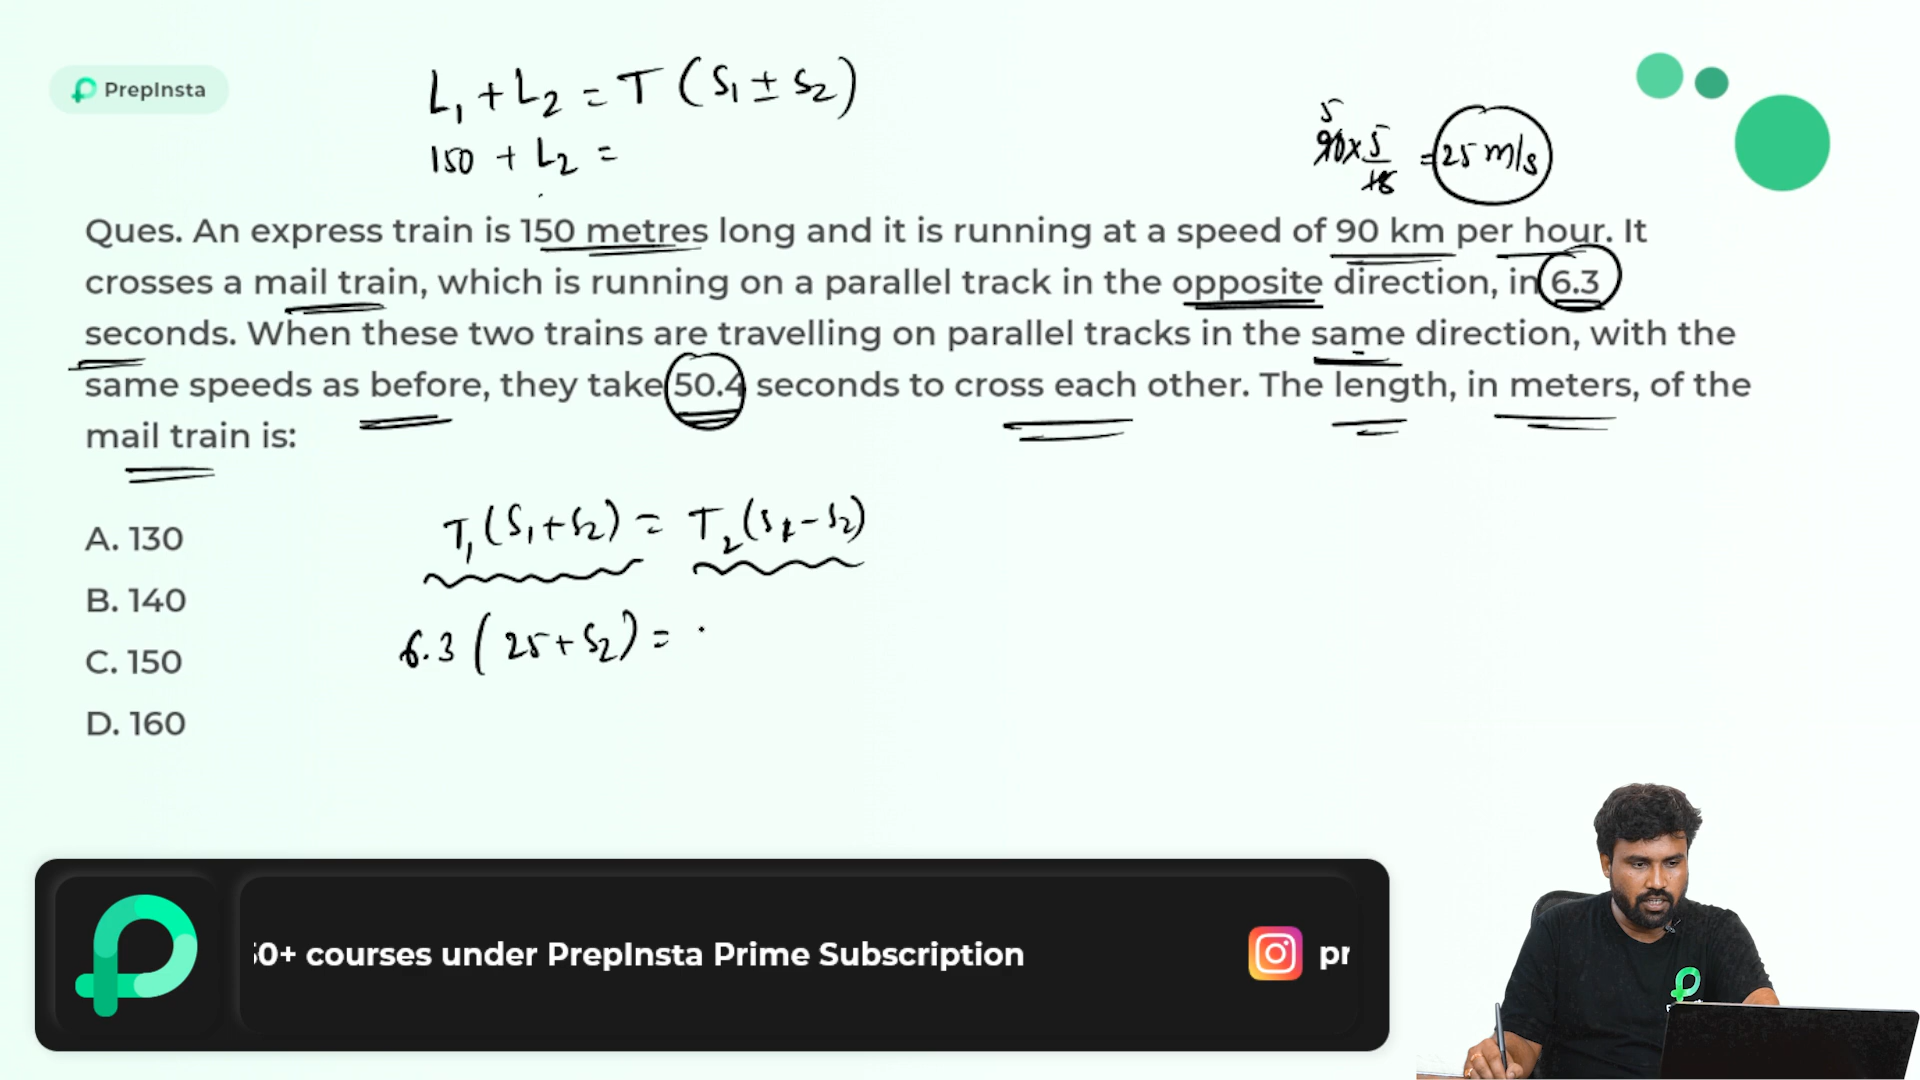 PrepInsta
L₁ + L₂ = T (S₁ ± S₂)
150 + L₂ =
5
90 × 5/18 = 25 m/s
Ques. An express train is 150 metres long and it is running at a speed of 90 km per hour. It
crosses a mail train, which is running on a parallel track in the opposite direction, in 6.3
seconds. When these two trains are travelling on parallel tracks in the same direction, with the
same speeds as before, they take 50.4 seconds to cross each other. The length, in meters, of the
mail train is:
T₁ (S₁ + S₂) = T₂ (S₁ - S₂)
6.3 ( 25 + S₂ ) =
A. 130
B. 140
C. 150
D. 160
50+ courses under PrepInsta Prime Subscription
pr